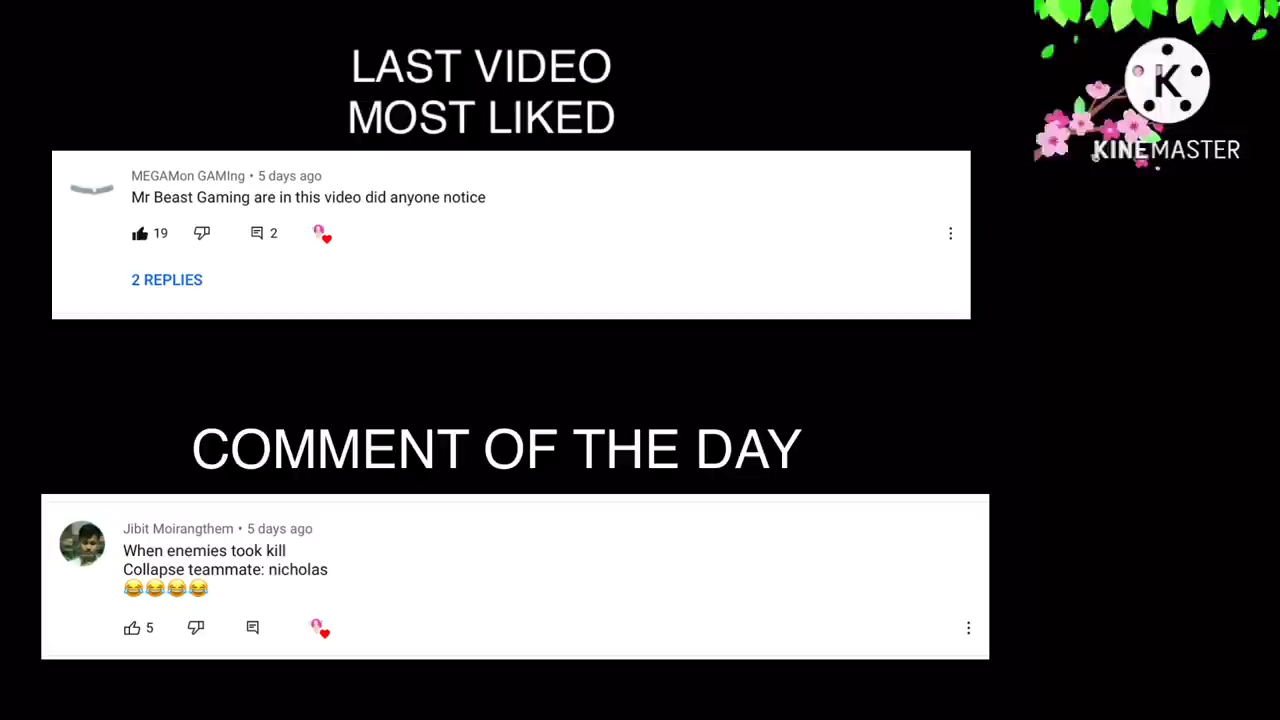 LAST VIDEO
MOST LIKED
K
KINEMASTER
MEGAMon GAMIng • 5 days ago
Mr Beast Gaming are in this video did anyone notice
19 2
2 REPLIES
COMMENT OF THE DAY
Jibit Moirangthem • 5 days ago
When enemies took kill
Collapse teammate: nicholas
😂😂😂😂
5